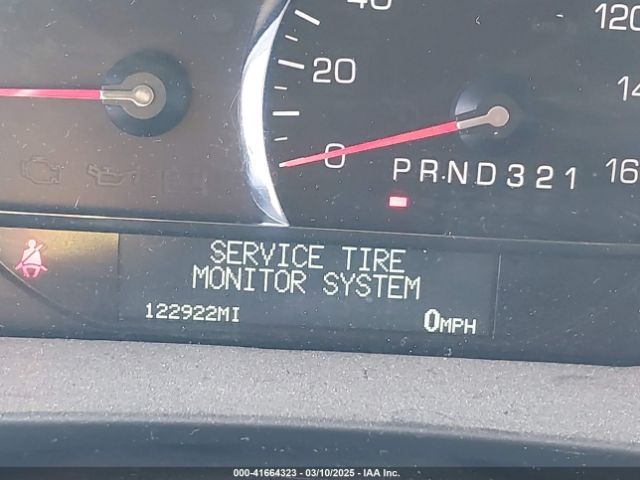 40
120
20
14
0
PRND321
160
SERVICE TIRE
MONITOR SYSTEM
122922MI
0MPH
000-41664323 - 03/10/2025 - IAA Inc.